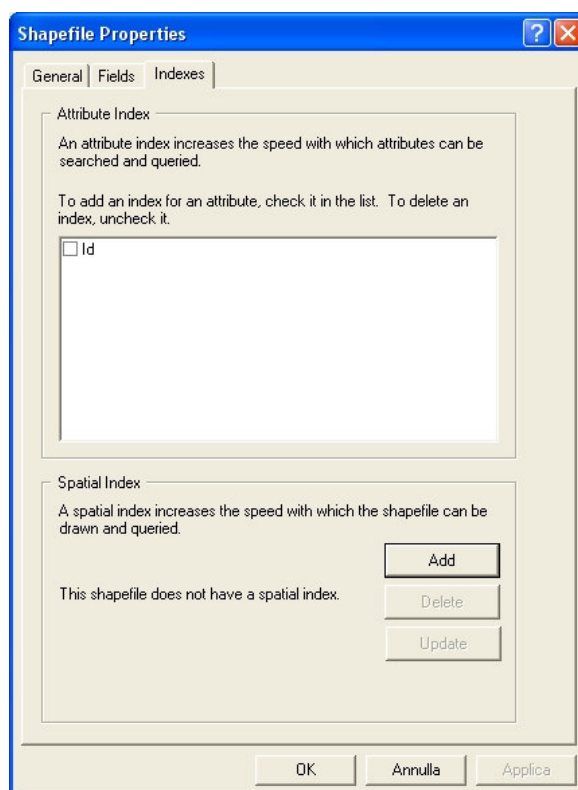 Shapefile Properties
General Fields Indexes
Attribute Index
An attribute index increases the speed with which attributes can be
searched and queried.
To add an index for an attribute, check it in the list. To delete an
index, uncheck it.
Id
Spatial Index
A spatial index increases the speed with which the shapefile can be
drawn and queried.
Add
This shapefile does not have a spatial index.
Delete
Update
OK Annulla Applica